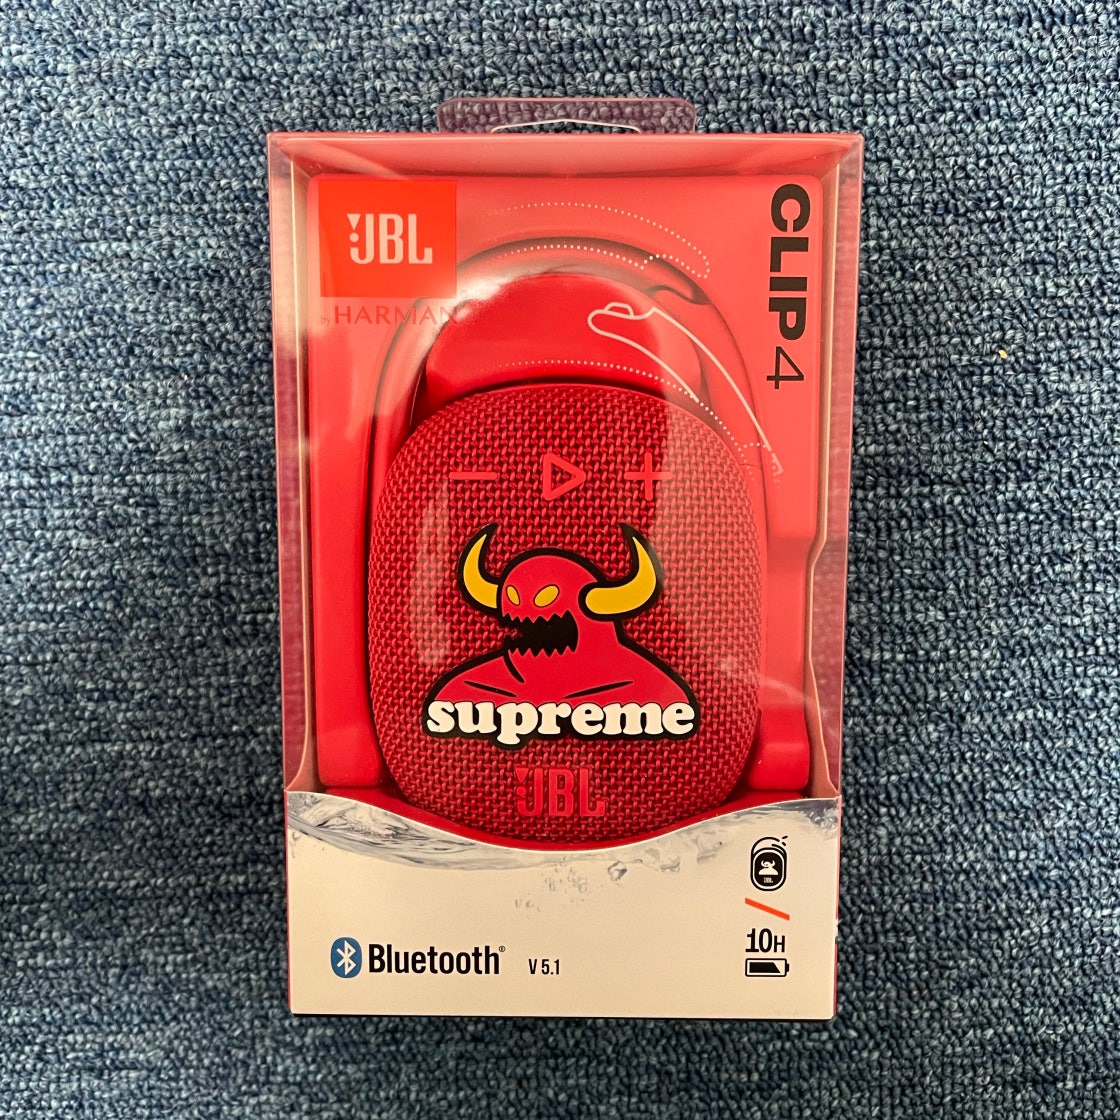 JBL
by HARMAN
CLIP 4
supreme
JBL
10H
Bluetooth® V 5.1